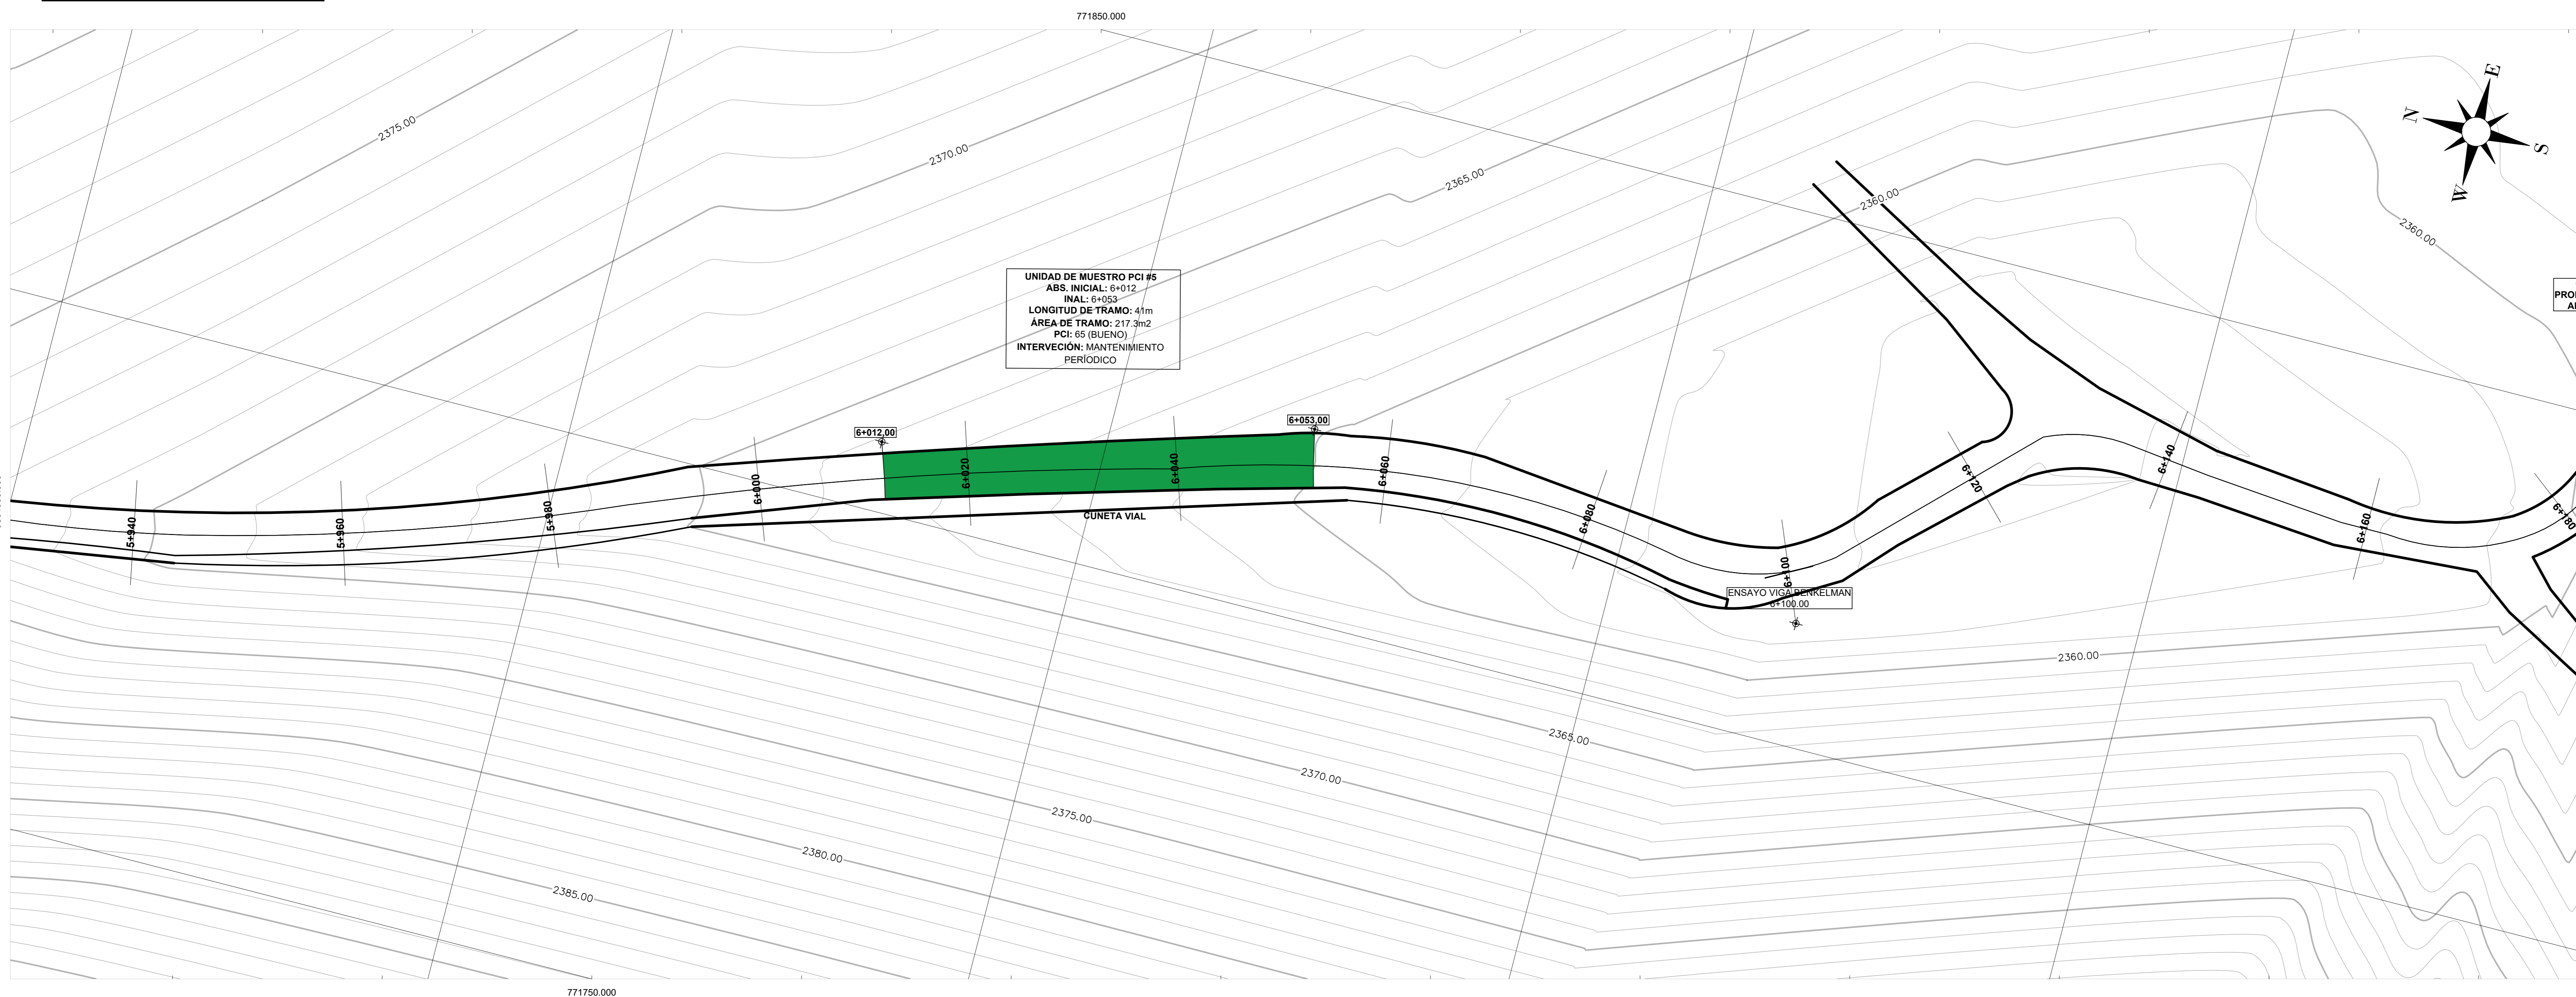 771850.000
E
N
S
W
2375.00
2370.00
2365.00
2360.00
2360.00
UNIDAD DE MUESTRO PCI #5
ABS. INICIAL: 6+012
INAL: 6+053
LONGITUD DE TRAMO: 41m
ÁREA DE TRAMO: 217.3m2
PCI: 65 (BUENO)
INTERVECIÓN: MANTENIMIENTO
PERÍODICO
6+012,00
6+053,00
5+940
5+960
5+980
6+000
6+020
6+040
6+060
6+080
6+100
6+120
6+140
6+160
6+180
CUNETA VIAL
ENSAYO VIGA BENKELMAN
6+100.00
2360.00
2365.00
2370.00
2375.00
2380.00
2385.00
771750.000